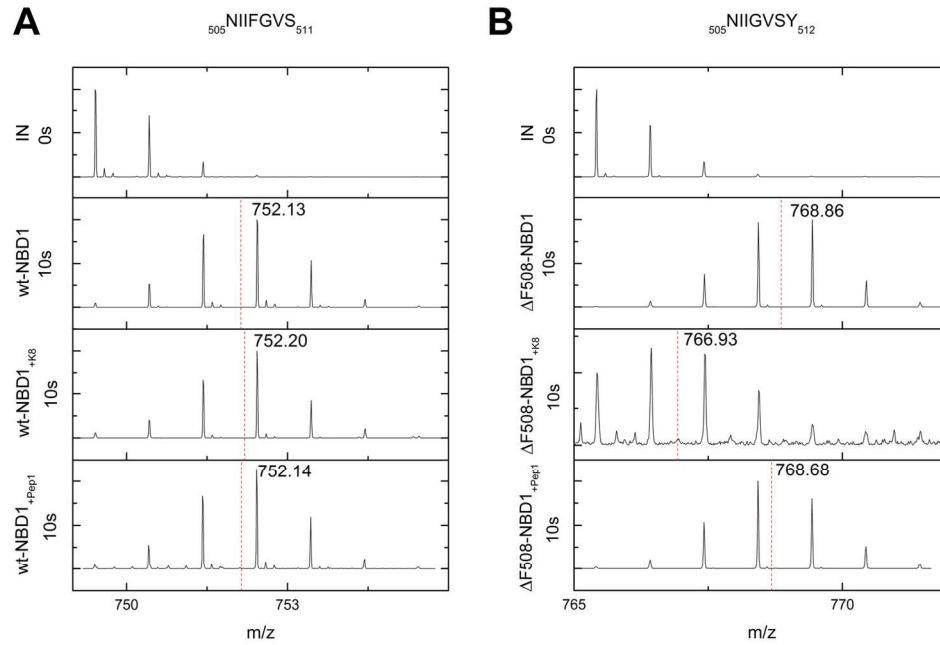 A
505NIIFGVS511
IN
0s
wt-NBD1
10s
752.13
wt-NBD1+K8
10s
752.20
wt-NBD1+Pep1
10s
752.14
750
753
m/z
B
505NIIGVSY512
IN
0s
ΔF508-NBD1
10s
768.86
ΔF508-NBD1+K8
10s
766.93
ΔF508-NBD1+Pep1
10s
768.68
765
770
m/z